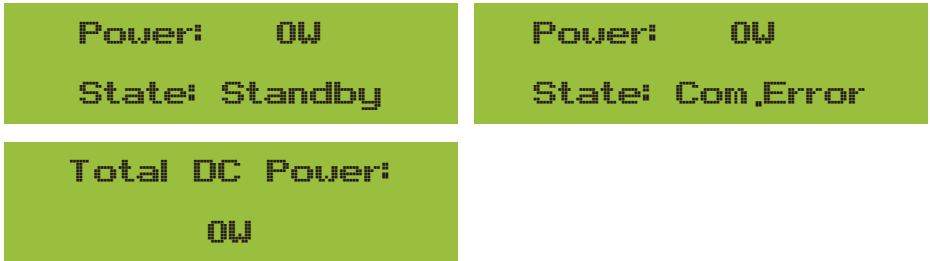 Power: 0W
State: Standby
Power: 0W
State: Com.Error
Total DC Power:
0W